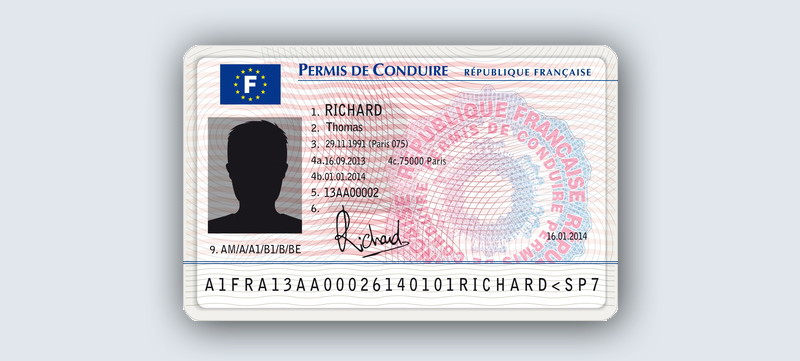 PERMIS DE CONDUIRE RÉPUBLIQUE FRANÇAISE
F
1. RICHARD
2. Thomas
3. 29.11.1991 (Paris 075)
4a.16.09.2013 4c.75000 Paris
4b.01.01.2014
5. 13AA00002
6.
Richard
RÉPUBLIQUE FRANÇAISE
PERMIS DE CONDUIRE
16.01.2014
9. AM/A/A1/B1/B/BE
A1FRA13AA00026140101RICHARD<SP7